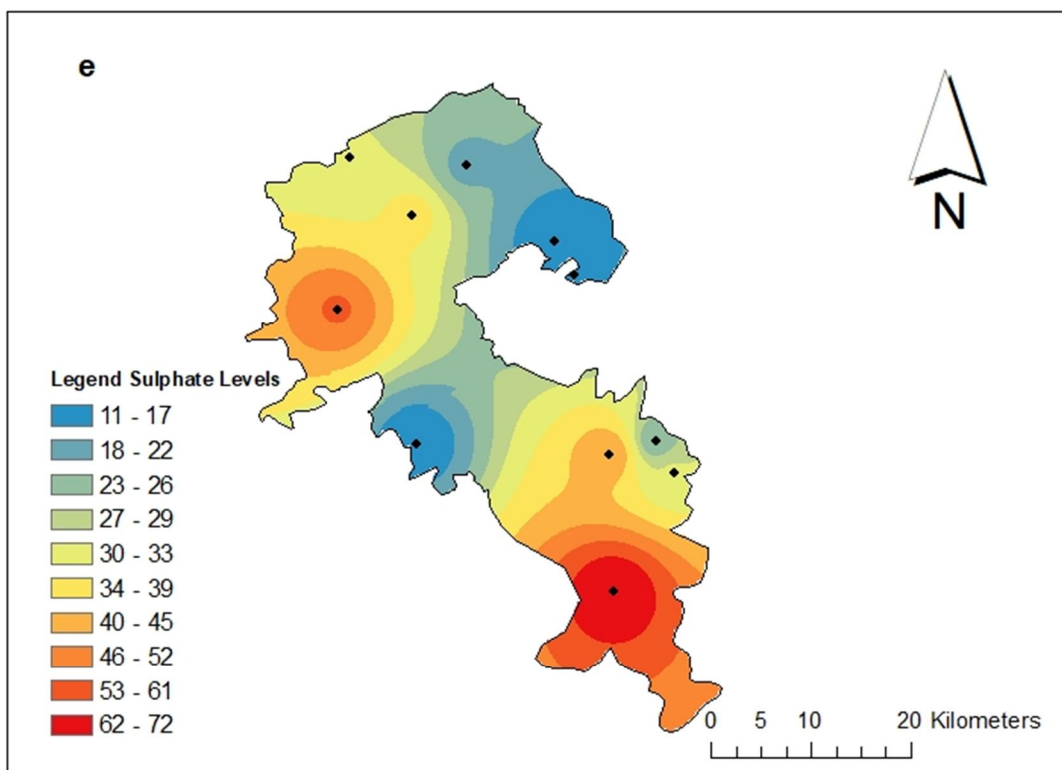 e
N
Legend Sulphate Levels
11 - 17
18 - 22
23 - 26
27 - 29
30 - 33
34 - 39
40 - 45
46 - 52
53 - 61
62 - 72
0 5 10 20 Kilometers